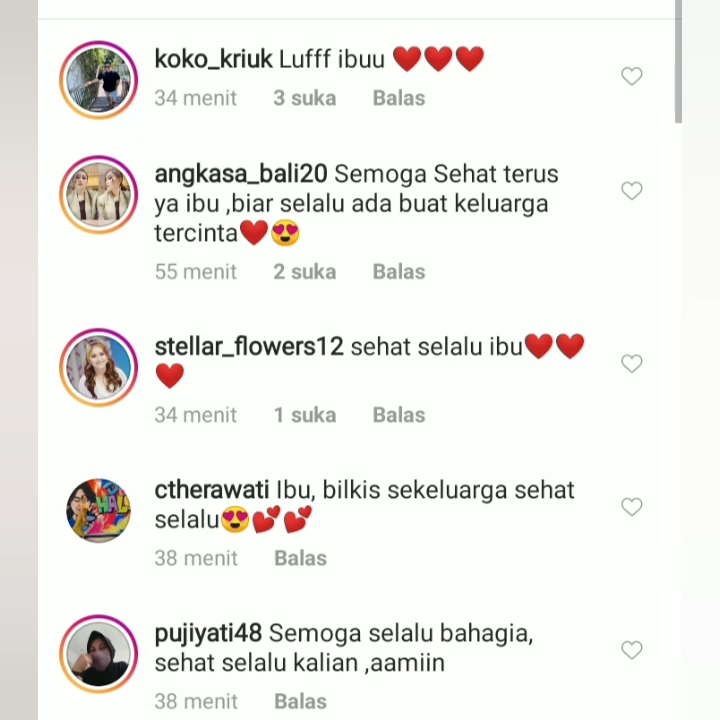 koko_kriuk Lufff ibuu ❤️❤️❤️
34 menit 3 suka Balas
angkasa_bali20 Semoga Sehat terus
ya ibu ,biar selalu ada buat keluarga
tercinta❤️😍
55 menit 2 suka Balas
stellar_flowers12 sehat selalu ibu❤️❤️
❤️
34 menit 1 suka Balas
ctherawati Ibu, bilkis sekeluarga sehat
selalu😍💕💕
38 menit Balas
pujiyati48 Semoga selalu bahagia,
sehat selalu kalian ,aamiin
38 menit Balas